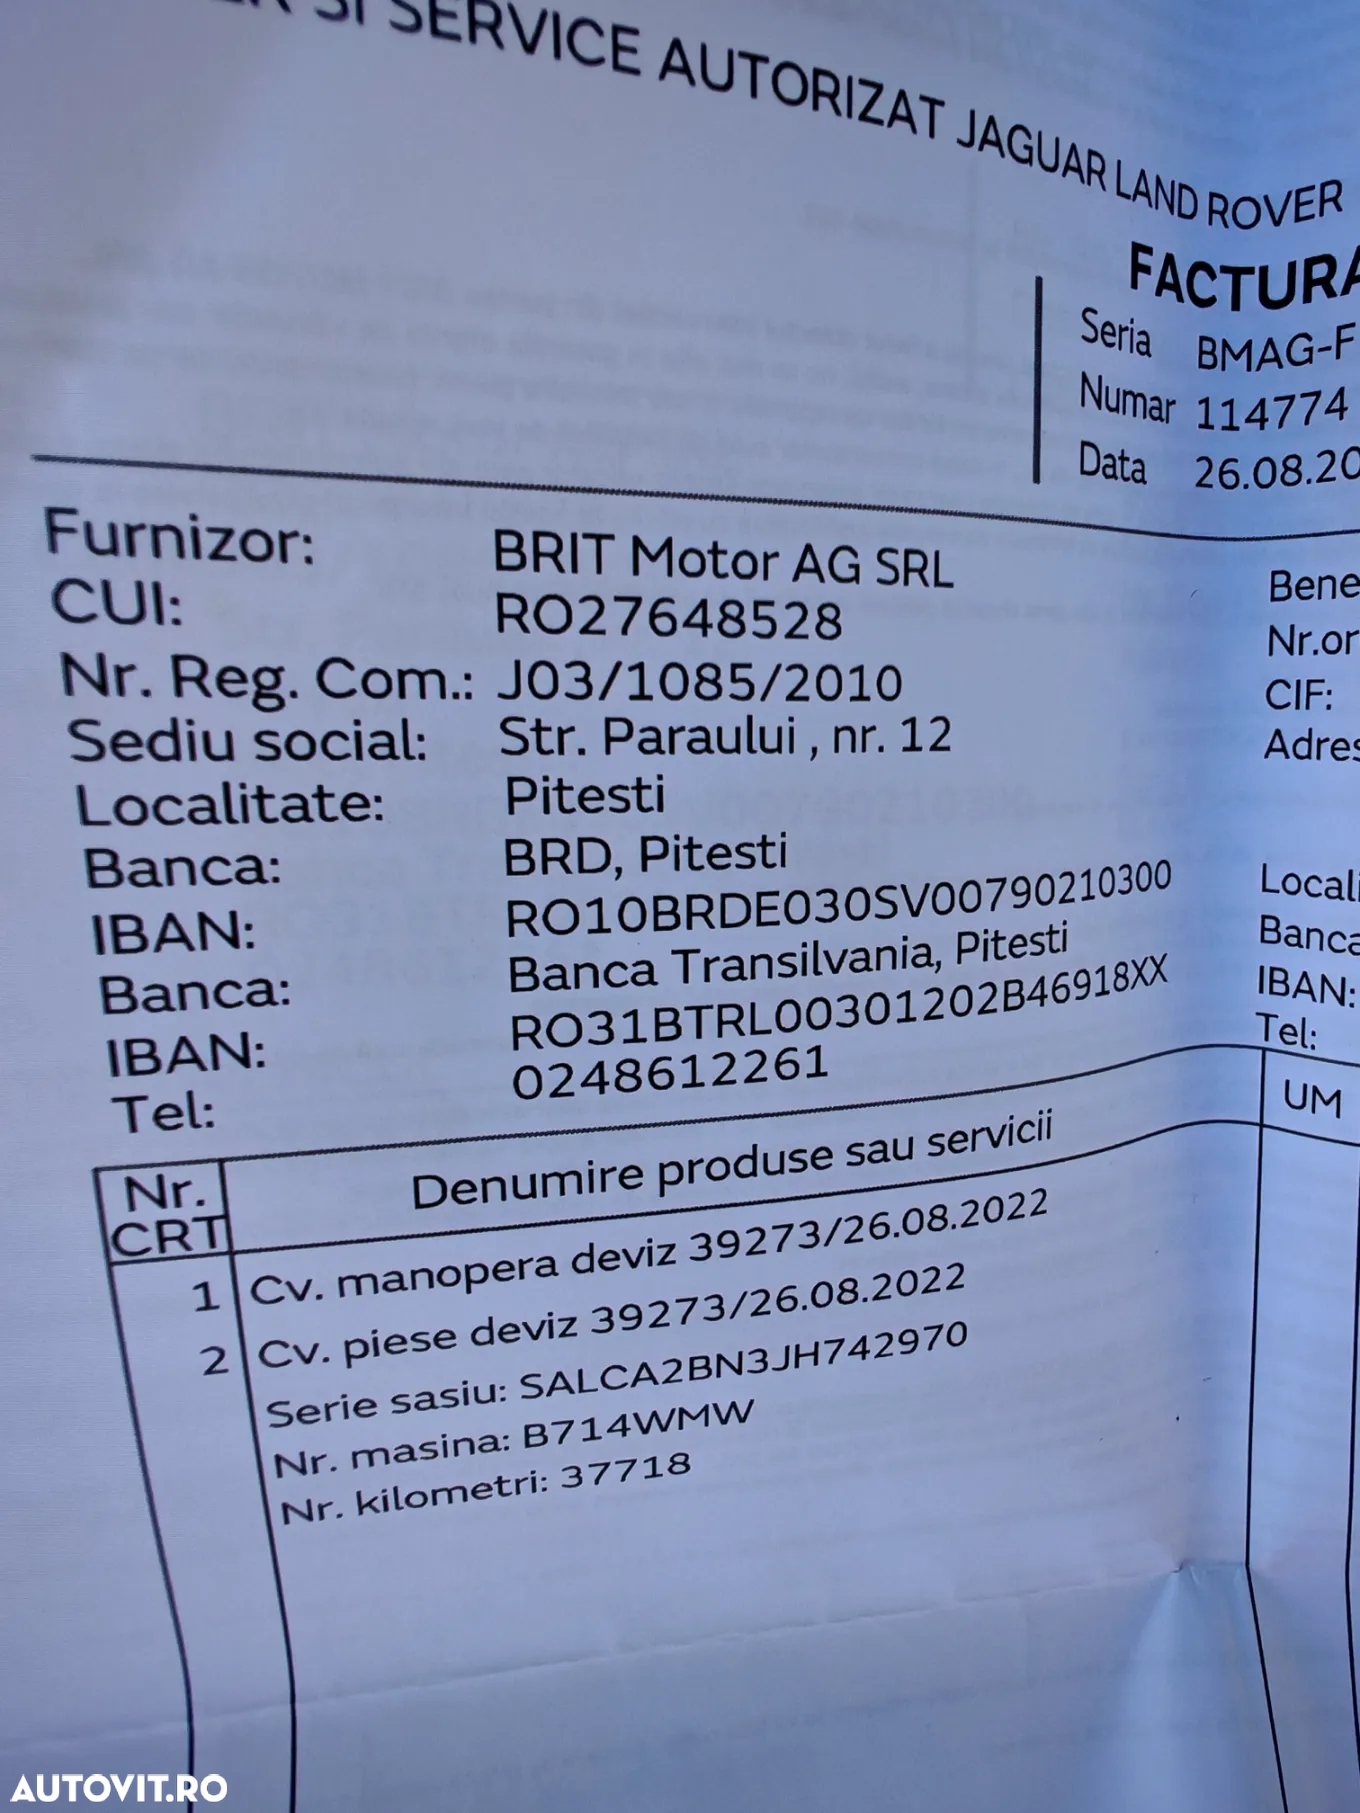 SI SERVICE AUTORIZAT JAGUAR LAND ROVER
FACTURA
Seria BMAG-F
Numar 114774
Data 26.08.20
Furnizor: BRIT Motor AG SRL
CUI: RO27648528
Nr. Reg. Com.: J03/1085/2010
Sediu social: Str. Paraului , nr. 12
Localitate: Pitesti
Banca: BRD, Pitesti
IBAN: RO10BRDE030SV00790210300
Banca: Banca Transilvania, Pitesti
IBAN: RO31BTRL00301202B46918XX
Tel: 0248612261
Bene
Nr.or
CIF:
Adres
Locali
Banca
IBAN:
Tel:
Nr. CRT
Denumire produse sau servicii
UM
1 Cv. manopera deviz 39273/26.08.2022
2 Cv. piese deviz 39273/26.08.2022
Serie sasiu: SALCA2BN3JH742970
Nr. masina: B714WMW
Nr. kilometri: 37718
AUTOVIT.RO